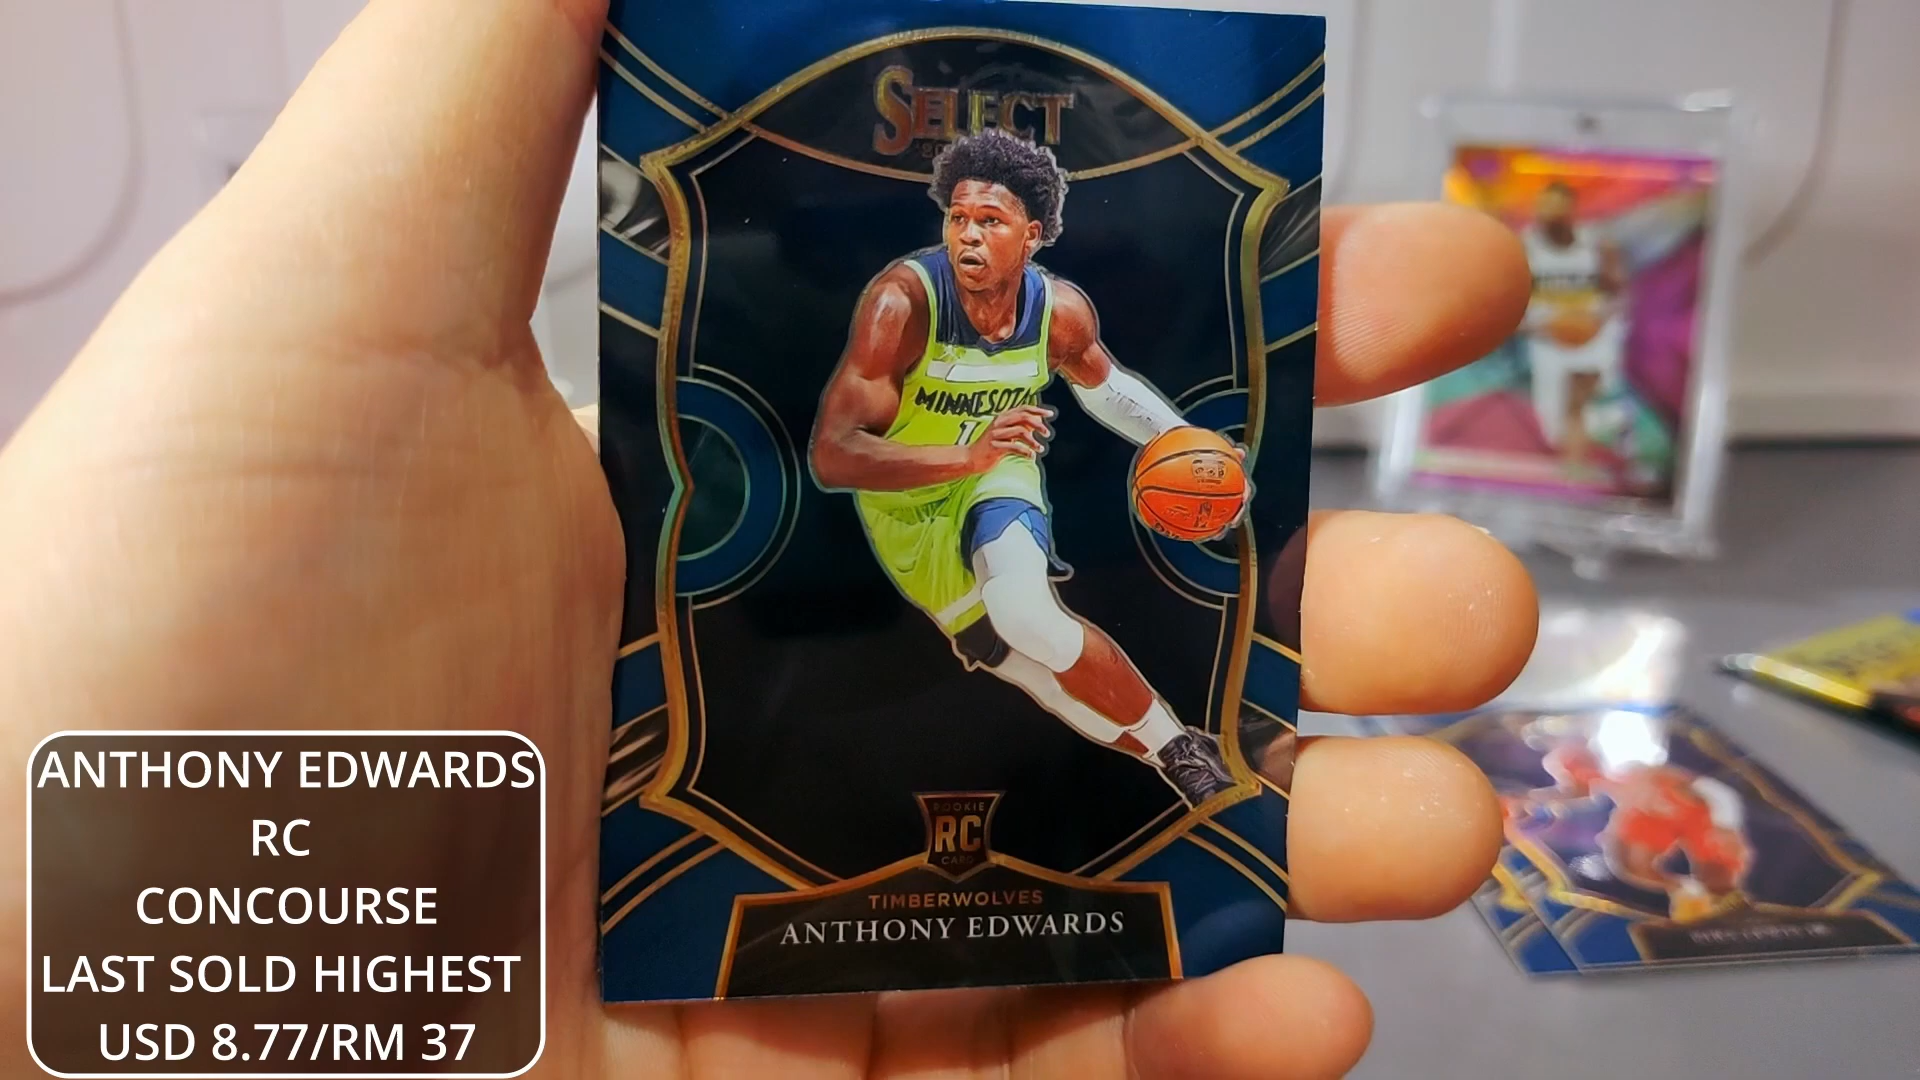 SELECT
MINNESOTA
1
ROOKIE
RC
CARD
TIMBERWOLVES
ANTHONY EDWARDS
ANTHONY EDWARDS
RC
CONCOURSE
LAST SOLD HIGHEST
USD 8.77/RM 37